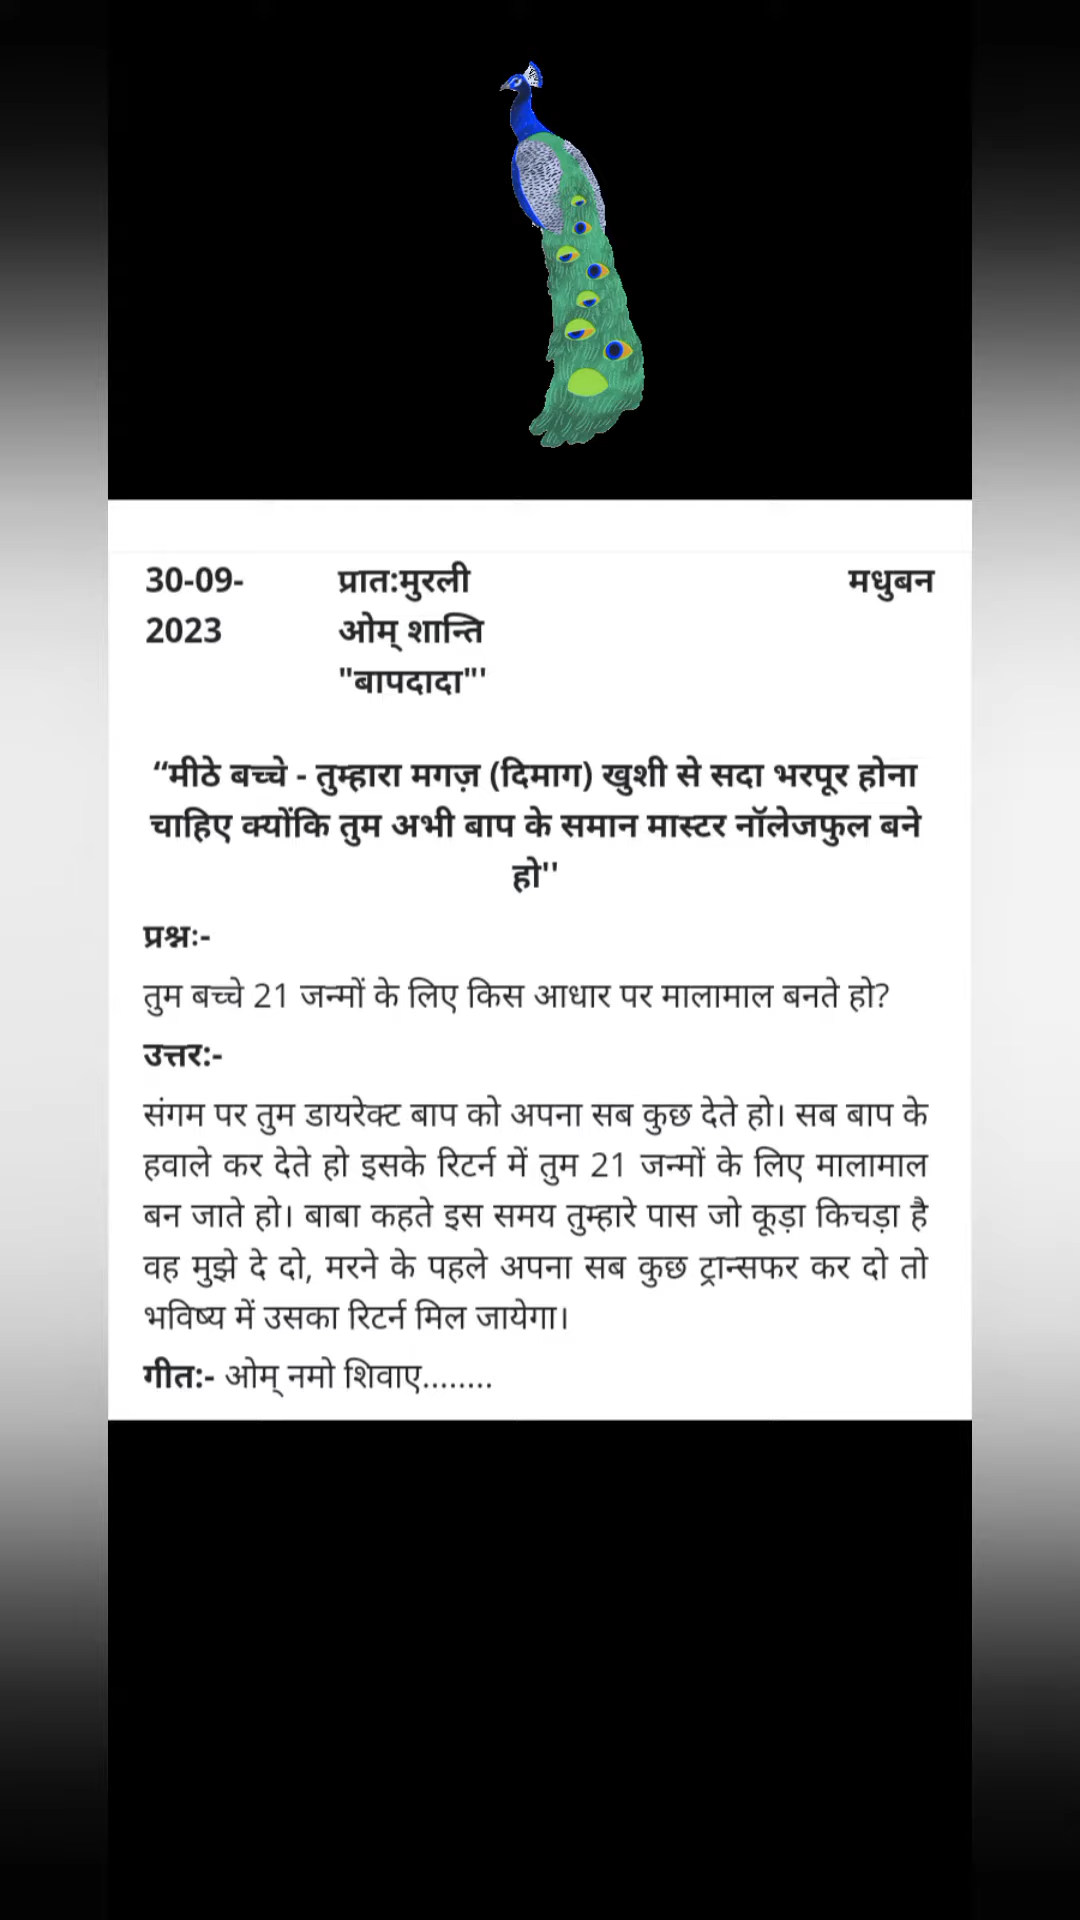 30-09- प्रात:मुरली मधुबन
2023 ओम् शान्ति
"बापदादा"'
“मीठे बच्चे - तुम्हारा मगज़ (दिमाग) खुशी से सदा भरपूर होना
चाहिए क्योंकि तुम अभी बाप के समान मास्टर नॉलेजफुल बने
हो''
प्रश्नः-
तुम बच्चे 21 जन्मों के लिए किस आधार पर मालामाल बनते हो?
उत्तर:-
संगम पर तुम डायरेक्ट बाप को अपना सब कुछ देते हो। सब बाप के
हवाले कर देते हो इसके रिटर्न में तुम 21 जन्मों के लिए मालामाल
बन जाते हो। बाबा कहते इस समय तुम्हारे पास जो कूड़ा किचड़ा है
वह मुझे दे दो, मरने के पहले अपना सब कुछ ट्रान्सफर कर दो तो
भविष्य में उसका रिटर्न मिल जायेगा।
गीत:- ओम् नमो शिवाए........